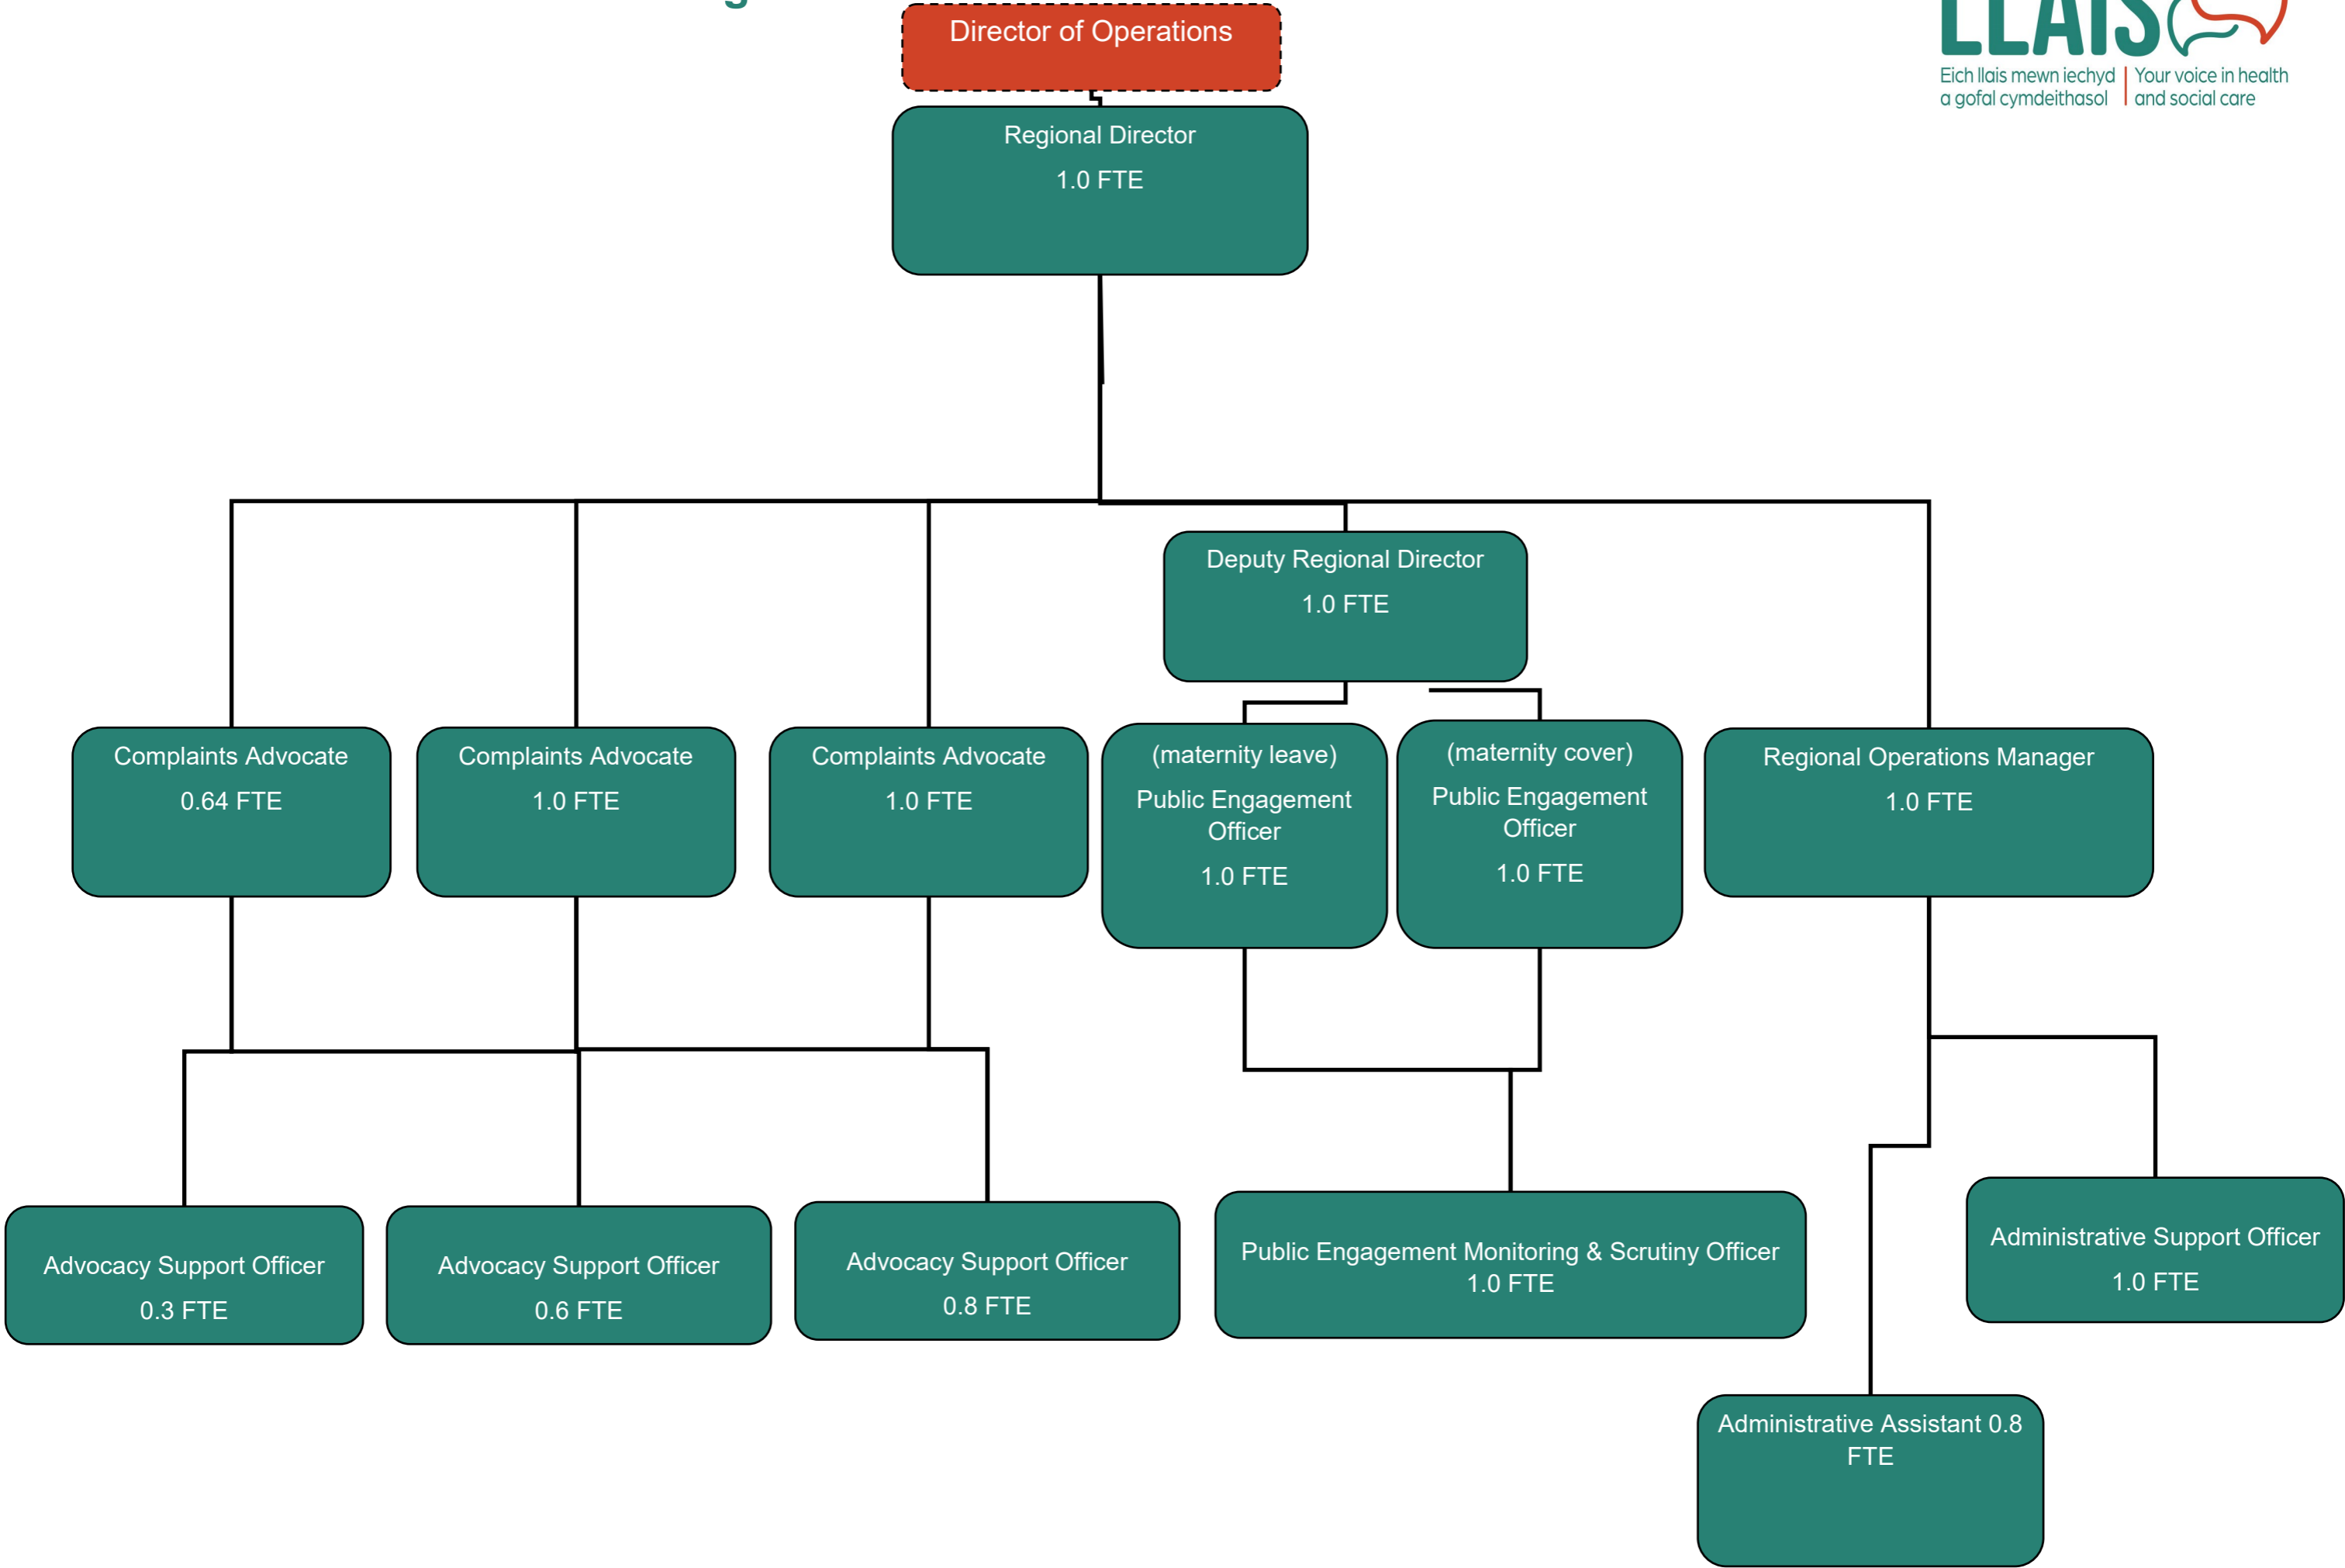 Director of Operations
LLAIS
Eich llais mewn iechyd
a gofal cymdeithasol
Your voice in health
and social care
Regional Director
1.0 FTE
Deputy Regional Director
1.0 FTE
Complaints Advocate
0.64 FTE
Complaints Advocate
1.0 FTE
Complaints Advocate
1.0 FTE
(maternity leave)
Public Engagement
Officer
1.0 FTE
(maternity cover)
Public Engagement
Officer
1.0 FTE
Regional Operations Manager
1.0 FTE
Advocacy Support Officer
0.3 FTE
Advocacy Support Officer
0.6 FTE
Advocacy Support Officer
0.8 FTE
Public Engagement Monitoring & Scrutiny Officer
1.0 FTE
Administrative Support Officer
1.0 FTE
Administrative Assistant 0.8
FTE